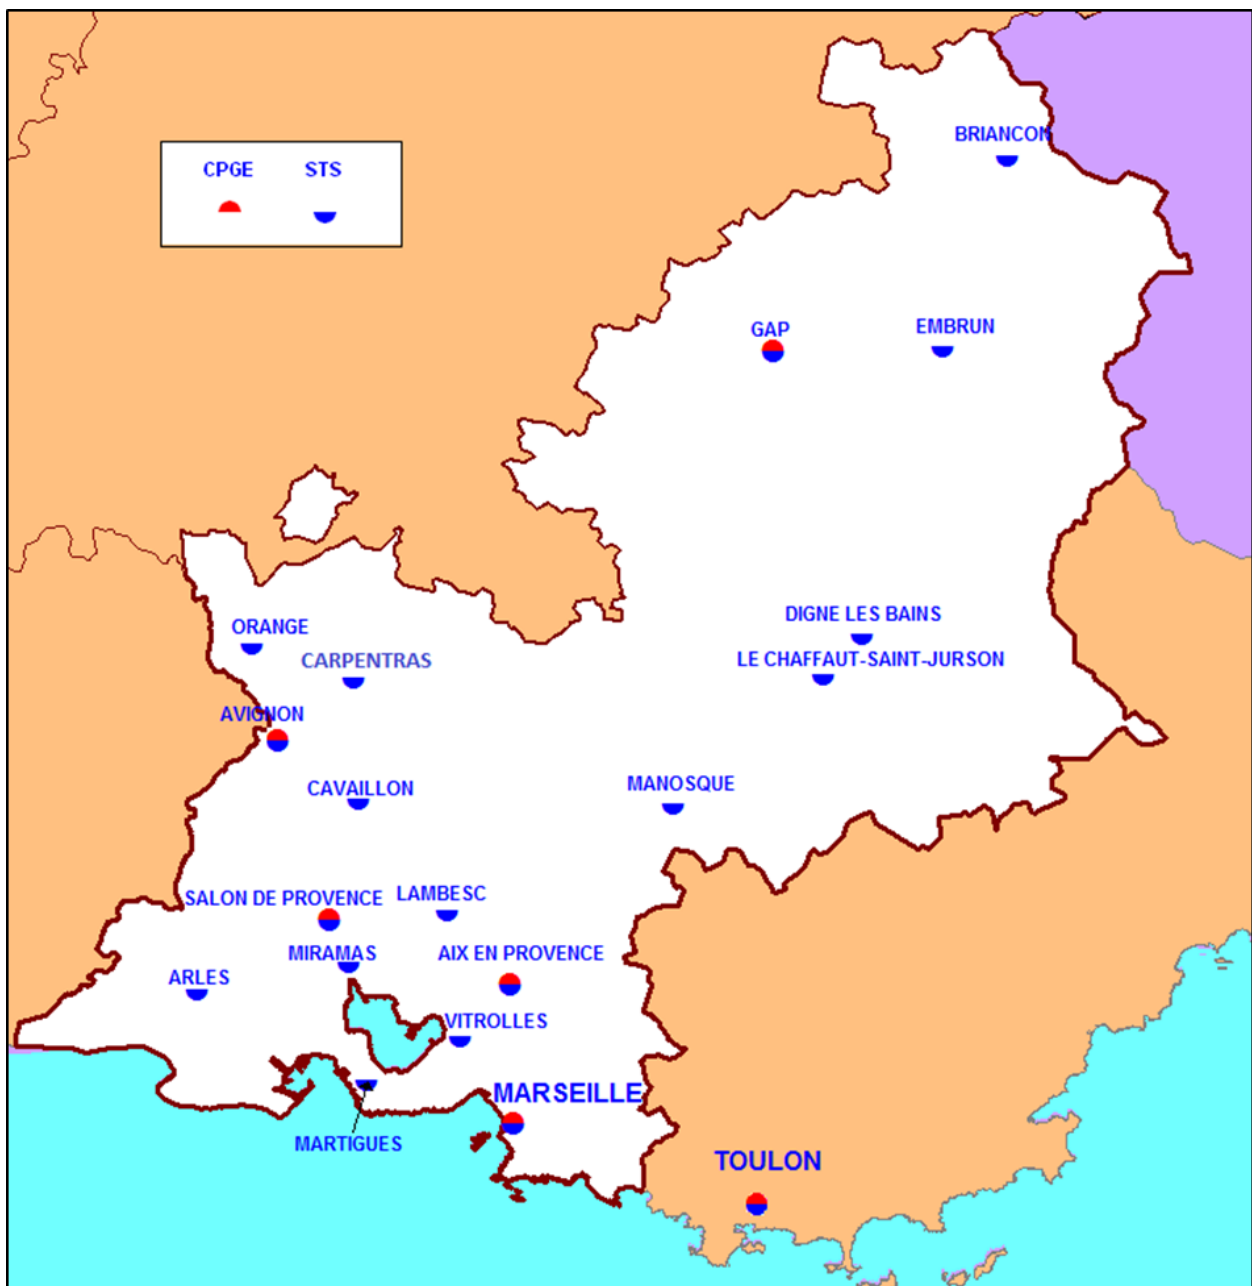 BRIANCON
CPGE STS
GAP
EMBRUN
DIGNE LES BAINS
ORANGE
CARPENTRAS
LE CHAFFAUT-SAINT-JURSON
AVIGNON
CAVAILLON
MANOSQUE
SALON DE PROVENCE
LAMBESC
MIRAMAS
AIX EN PROVENCE
ARLES
VITROLLES
MARSEILLE
MARTIGUES
TOULON